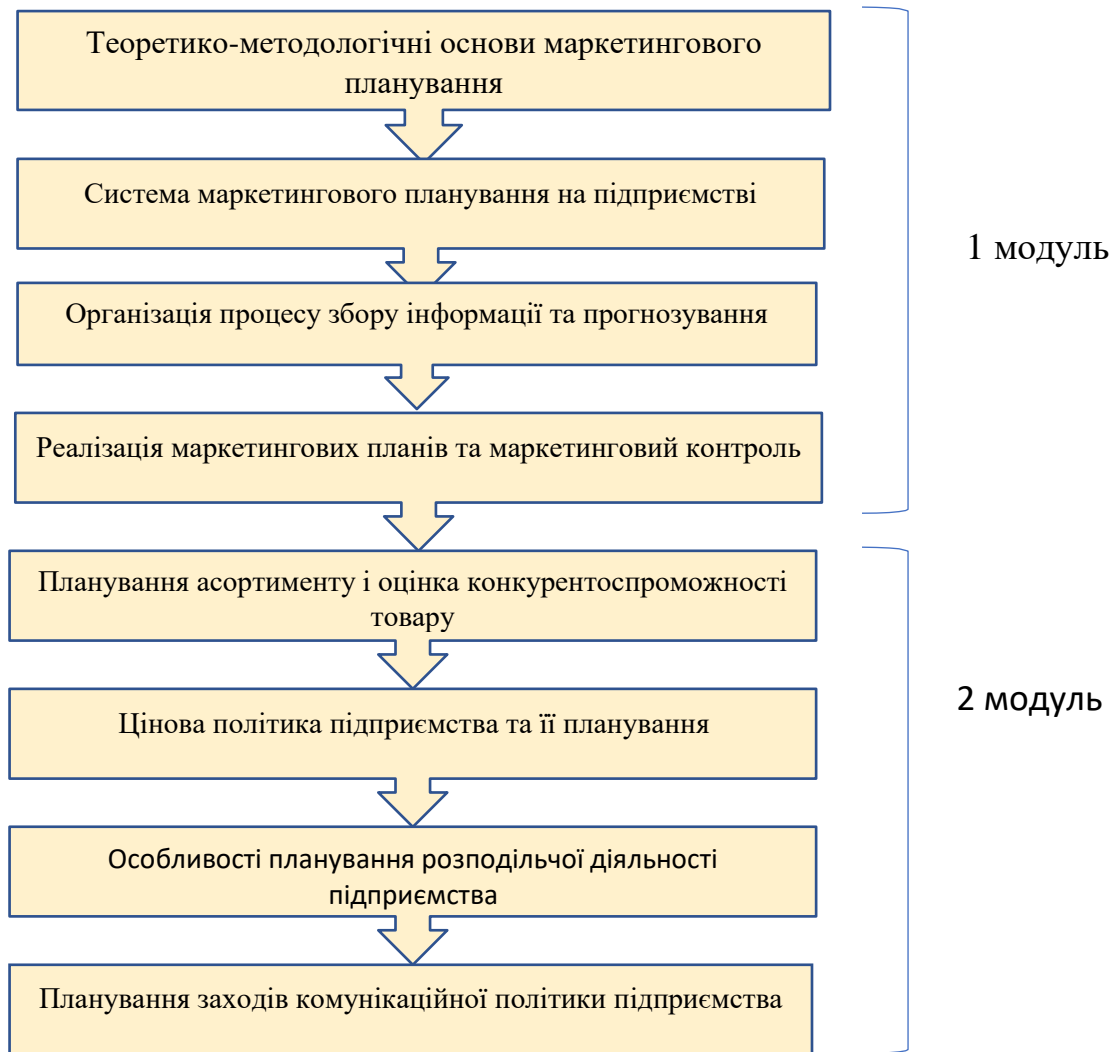 Теоретико-методологічні основи маркетингового
планування
Система маркетингового планування на підприємстві
Організація процесу збору інформації та прогнозування
1 модуль
Реалізація маркетингових планів та маркетинговий контроль
Планування асортименту і оцінка конкурентоспроможності
товару
Цінова політика підприємства та її планування
2 модуль
Особливості планування розподільчої діяльності
підприємства
Планування заходів комунікаційної політики підприємства